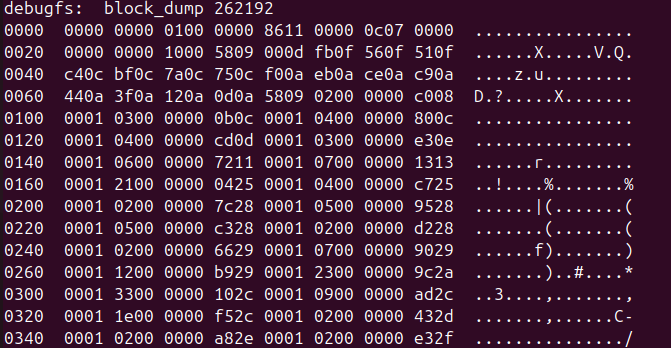 debugfs:  block_dump 262192
0000  0000 0000 0100 0000 8611 0000 0c07 0000  ................
0020  0000 0000 1000 5809 000d fb0f 560f 510f  ......X.....V.Q.
0040  c40c bf0c 7a0c 750c f00a eb0a ce0a c90a  ....z.u.........
0060  440a 3f0a 120a 0d0a 5809 0200 0000 c008  D.?.....X.......
0100  0001 0300 0000 0b0c 0001 0400 0000 800c  ................
0120  0001 0400 0000 cd0d 0001 0300 0000 e30e  ................
0140  0001 0600 0000 7211 0001 0700 0000 1313  ......r.........
0160  0001 2100 0000 0425 0001 0400 0000 c725  ..!....%.......%
0200  0001 0200 0000 7c28 0001 0500 0000 9528  ......|(.......(
0220  0001 0500 0000 c328 0001 0200 0000 d228  .......(.......(
0240  0001 0200 0000 6629 0001 0700 0000 9029  ......f).......)
0260  0001 1200 0000 b929 0001 2300 0000 9c2a  .......)..#....*
0300  0001 3300 0000 102c 0001 0900 0000 ad2c  ..3....,.......,
0320  0001 1e00 0000 f52c 0001 0200 0000 432d  .......,......C-
0340  0001 0200 0000 a82e 0001 0200 0000 e32f  .............../